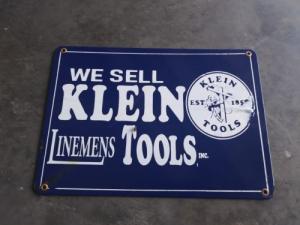 WE SELL
KLEIN
LINEMENS TOOLS INC.
KLEIN
EST. 1857
TOOLS